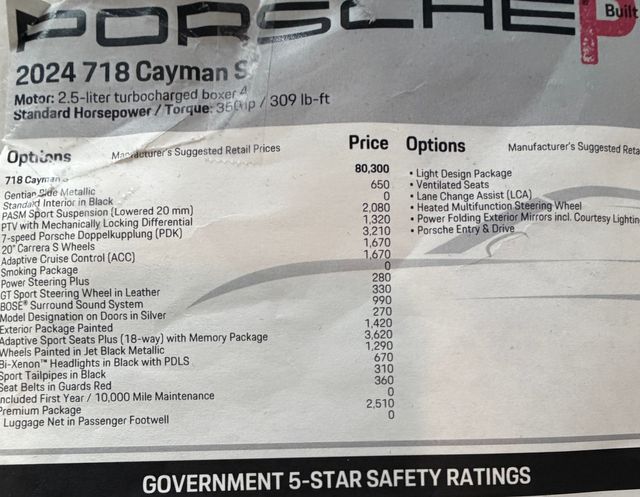 PORSCHE
Built
2024 718 Cayman S
Motor: 2.5-liter turbocharged boxer 4
Standard Horsepower / Torque: 350hp / 309 lb-ft
Options Manufacturer's Suggested Retail Prices Price
718 Cayman S 80,300
Gentian Blue Metallic 650
Standard Interior in Black 0
PASM Sport Suspension (Lowered 20 mm) 2,080
PTV with Mechanically Locking Differential 1,320
7-speed Porsche Doppelkupplung (PDK) 3,210
20" Carrera S Wheels 1,670
Adaptive Cruise Control (ACC) 1,670
Smoking Package 0
Power Steering Plus 280
GT Sport Steering Wheel in Leather 330
BOSE® Surround Sound System 990
Model Designation on Doors in Silver 270
Exterior Package Painted 1,420
Adaptive Sport Seats Plus (18-way) with Memory Package 3,620
Wheels Painted in Jet Black Metallic 1,290
Bi-Xenon™ Headlights in Black with PDLS 670
Sport Tailpipes in Black 310
Seat Belts in Guards Red 360
Included First Year / 10,000 Mile Maintenance 0
Premium Package 2,510
Luggage Net in Passenger Footwell 0
Options Manufacturer's Suggested Reta
• Light Design Package
• Ventilated Seats
• Lane Change Assist (LCA)
• Heated Multifunction Steering Wheel
• Power Folding Exterior Mirrors incl. Courtesy Lightin
• Porsche Entry & Drive
GOVERNMENT 5-STAR SAFETY RATINGS